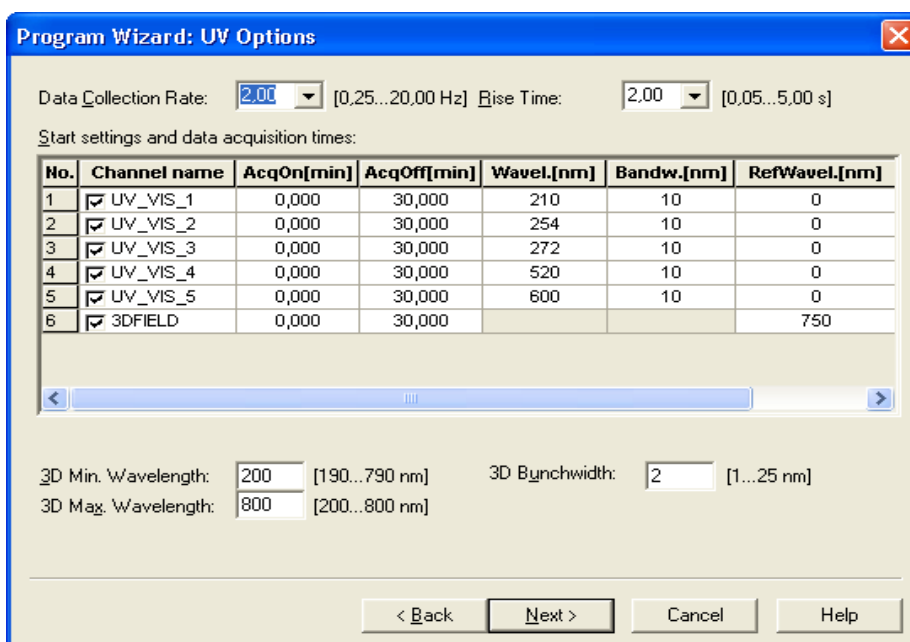 Program Wizard: UV Options
Data Collection Rate: 2,00 [0,25...20,00 Hz] Rise Time: 2,00 [0,05...5,00 s]
Start settings and data acquisition times:
No. Channel name AcqOn[min] AcqOff[min] Wavel.[nm] Bandw.[nm] RefWavel.[nm]
1 UV_VIS_1 0,000 30,000 210 10 0
2 UV_VIS_2 0,000 30,000 254 10 0
3 UV_VIS_3 0,000 30,000 272 10 0
4 UV_VIS_4 0,000 30,000 520 10 0
5 UV_VIS_5 0,000 30,000 600 10 0
6 3DFIELD 0,000 30,000 750
3D Min. Wavelength: 200 [190...790 nm] 3D Bunchwidth: 2 [1...25 nm]
3D Max. Wavelength: 800 [200...800 nm]
< Back Next > Cancel Help